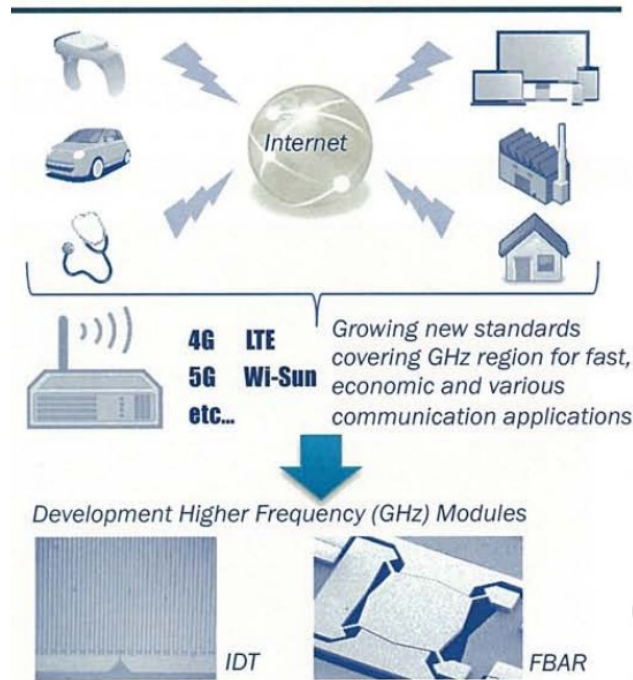 Internet
4G LTE
5G Wi-Sun
etc...
Growing new standards
covering GHz region for fast,
economic and various
communication applications
Development Higher Frequency (GHz) Modules
IDT
FBAR